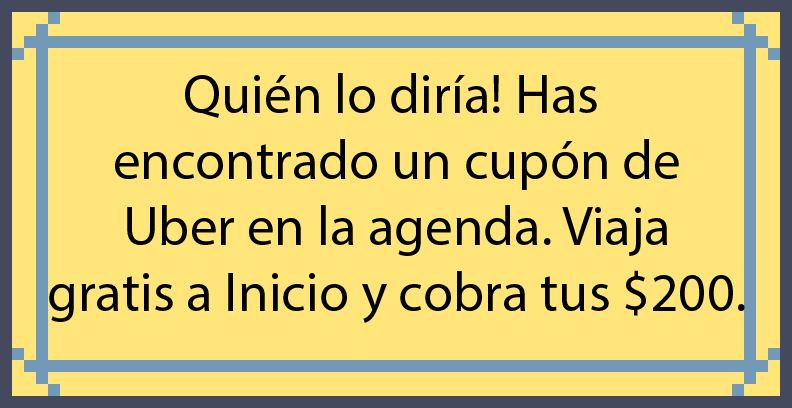 Quién lo diría! Has
encontrado un cupón de
Uber en la agenda. Viaja
gratis a Inicio y cobra tus $200.